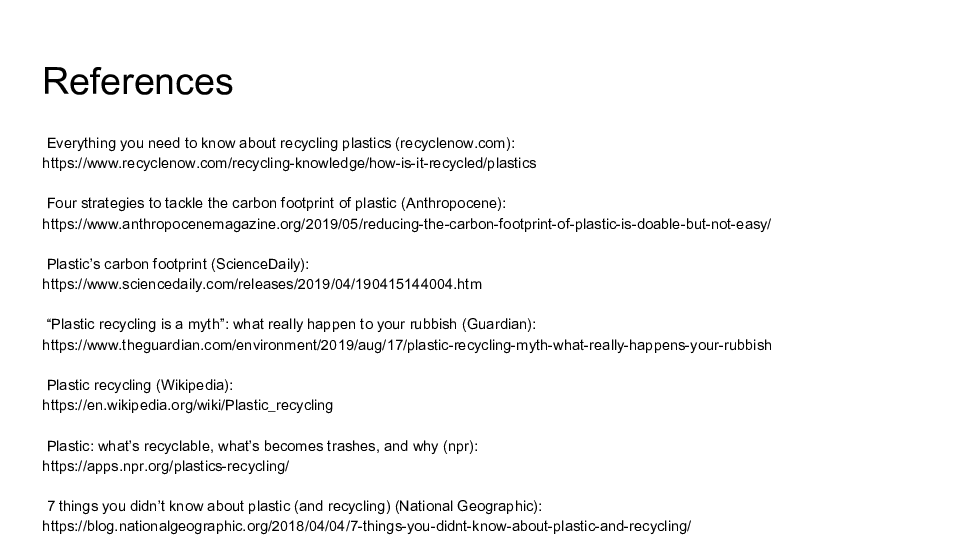 References
Everything you need to know about recycling plastics (recyclenow.com):
https://www.recyclenow.com/recycling-knowledge/how-is-it-recycled/plastics
Four strategies to tackle the carbon footprint of plastic (Anthropocene):
https://www.anthropocenemagazine.org/2019/05/reducing-the-carbon-footprint-of-plastic-is-doable-but-not-easy/
Plastic’s carbon footprint (ScienceDaily):
https://www.sciencedaily.com/releases/2019/04/190415144004.htm
“Plastic recycling is a myth”: what really happen to your rubbish (Guardian):
https://www.theguardian.com/environment/2019/aug/17/plastic-recycling-myth-what-really-happens-your-rubbish
Plastic recycling (Wikipedia):
https://en.wikipedia.org/wiki/Plastic_recycling
Plastic: what’s recyclable, what’s becomes trashes, and why (npr):
https://apps.npr.org/plastics-recycling/
7 things you didn’t know about plastic (and recycling) (National Geographic):
https://blog.nationalgeographic.org/2018/04/04/7-things-you-didnt-know-about-plastic-and-recycling/